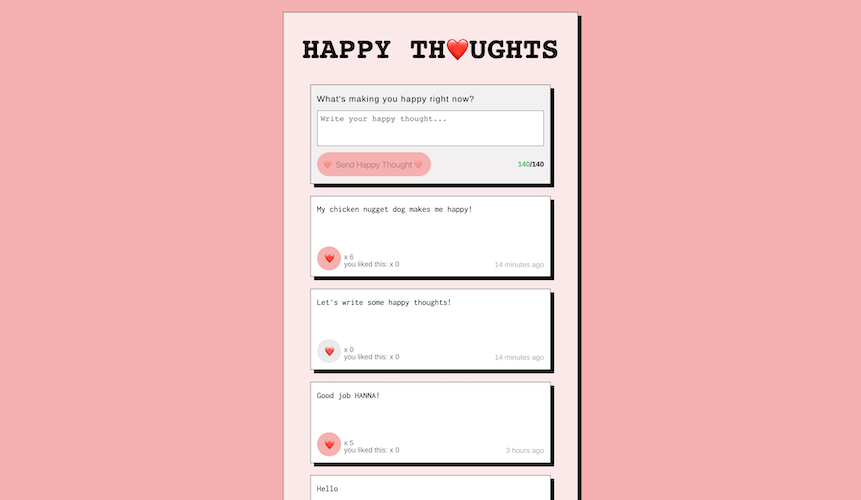 HAPPY TH❤️UGHTS
What's making you happy right now?
Write your happy thought...
❤️ Send Happy Thought ❤️
140/140
My chicken nugget dog makes me happy!
❤️ x 6
you liked this: x 0
14 minutes ago
Let's write some happy thoughts!
❤️ x 0
you liked this: x 0
14 minutes ago
Good job HANNA!
❤️ x 5
you liked this: x 0
3 hours ago
Hello